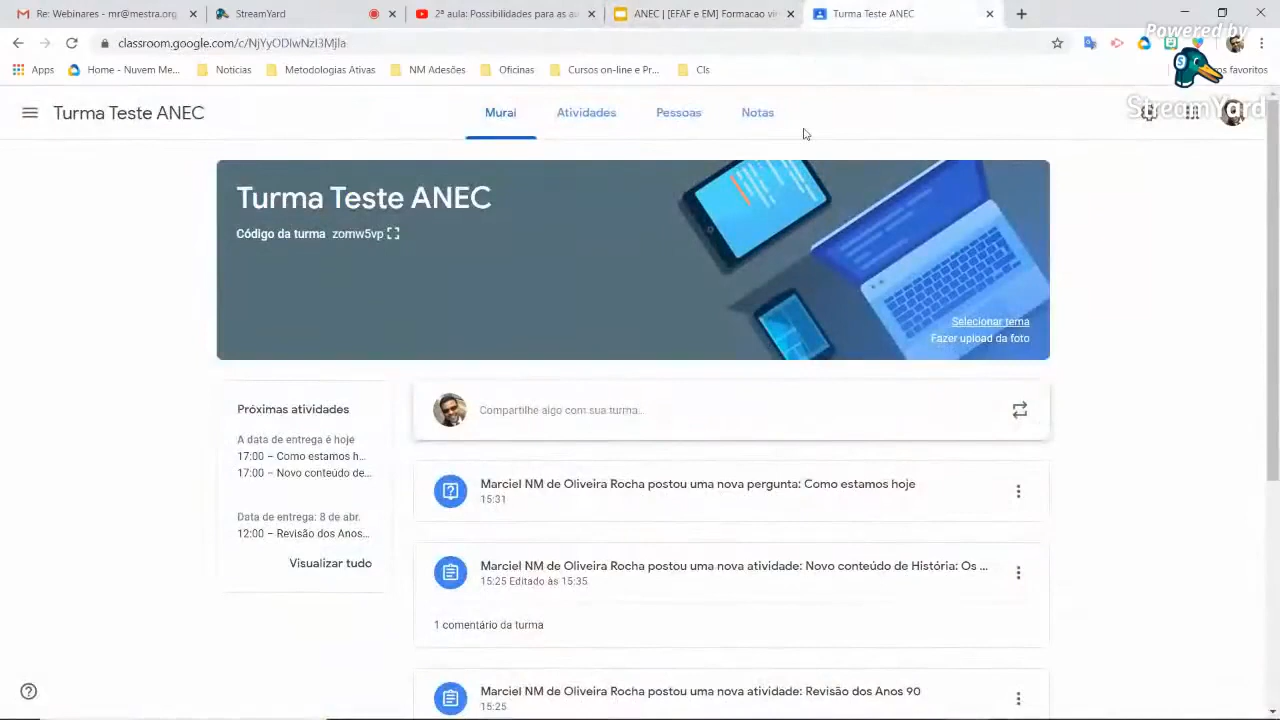 Re: Webinars - nm@mestra.org
StreamYard
2ª aula: Possibilidades para as au
ANEC | [EFAF e EM] Formacao vi
Turma Teste ANEC
Powered by
StreamYard
classroom.google.com/c/NjYyODIwNzI3Mjla
Apps
Home - Nuvem Me...
Noticias
Metodologias Ativas
NM Adesões
Oficinas
Cursos on-line e Pr...
CIs
os favoritos
Turma Teste ANEC
Mural
Atividades
Pessoas
Notas
Turma Teste ANEC
Código da turma zomw5vp
Selecionar tema
Fazer upload da foto
Próximas atividades
A data de entrega é hoje
17:00 – Como estamos h...
17:00 – Novo conteúdo de...
Data de entrega: 8 de abr.
12:00 – Revisão dos Anos...
Visualizar tudo
Compartilhe algo com sua turma...
Marciel NM de Oliveira Rocha postou uma nova pergunta: Como estamos hoje
15:31
Marciel NM de Oliveira Rocha postou uma nova atividade: Novo conteúdo de História: Os ...
15:25 Editado às 15:35
1 comentário da turma
Marciel NM de Oliveira Rocha postou uma nova atividade: Revisão dos Anos 90
15:25